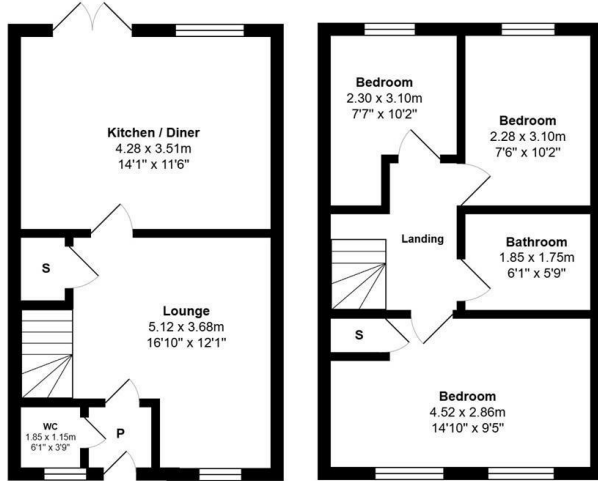 Kitchen / Diner
4.28 x 3.51m
14'1" x 11'6"
S
Lounge
5.12 x 3.68m
16'10" x 12'1"
WC
1.85 x 1.15m
6'1" x 3'9"
P
Bedroom
2.30 x 3.10m
7'7" x 10'2"
Bedroom
2.28 x 3.10m
7'6" x 10'2"
Landing
Bathroom
1.85 x 1.75m
6'1" x 5'9"
S
Bedroom
4.52 x 2.86m
14'10" x 9'5"